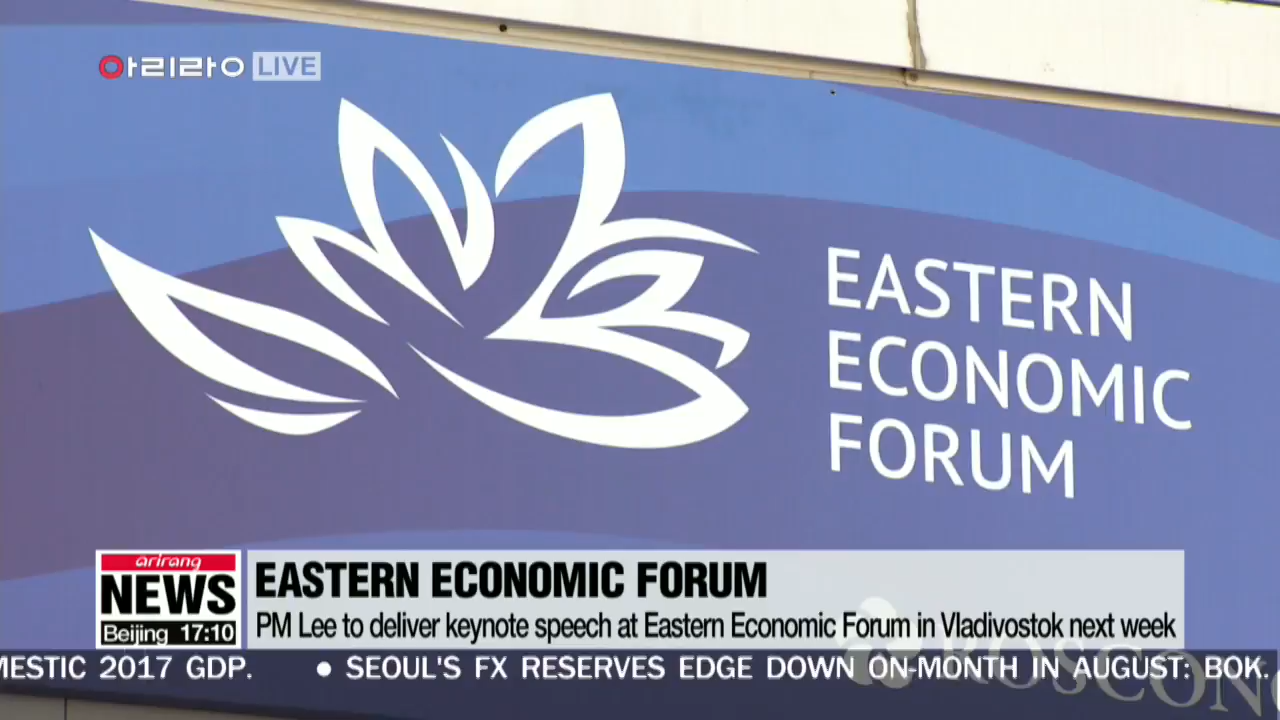 아리랑 LIVE
EASTERN
ECONOMIC
FORUM
arirang
NEWS
Beijing 17:10
EASTERN ECONOMIC FORUM
PM Lee to deliver keynote speech at Eastern Economic Forum in Vladivostok next week
MESTIC 2017 GDP. ● SEOUL'S FX RESERVES EDGE DOWN ON-MONTH IN AUGUST: BOK.
ROSCON